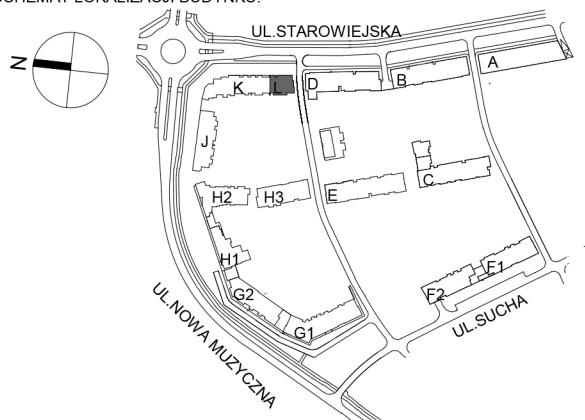 SCHEMAT LOKALIZACJI BUDYNKU:
UL.STAROWIEJSKA
N
A
B
D
L
K
J
C
E
H3
H2
H1
G2
G1
F1
F2
UL.SUCHA
UL.NOWA MUZYCZNA